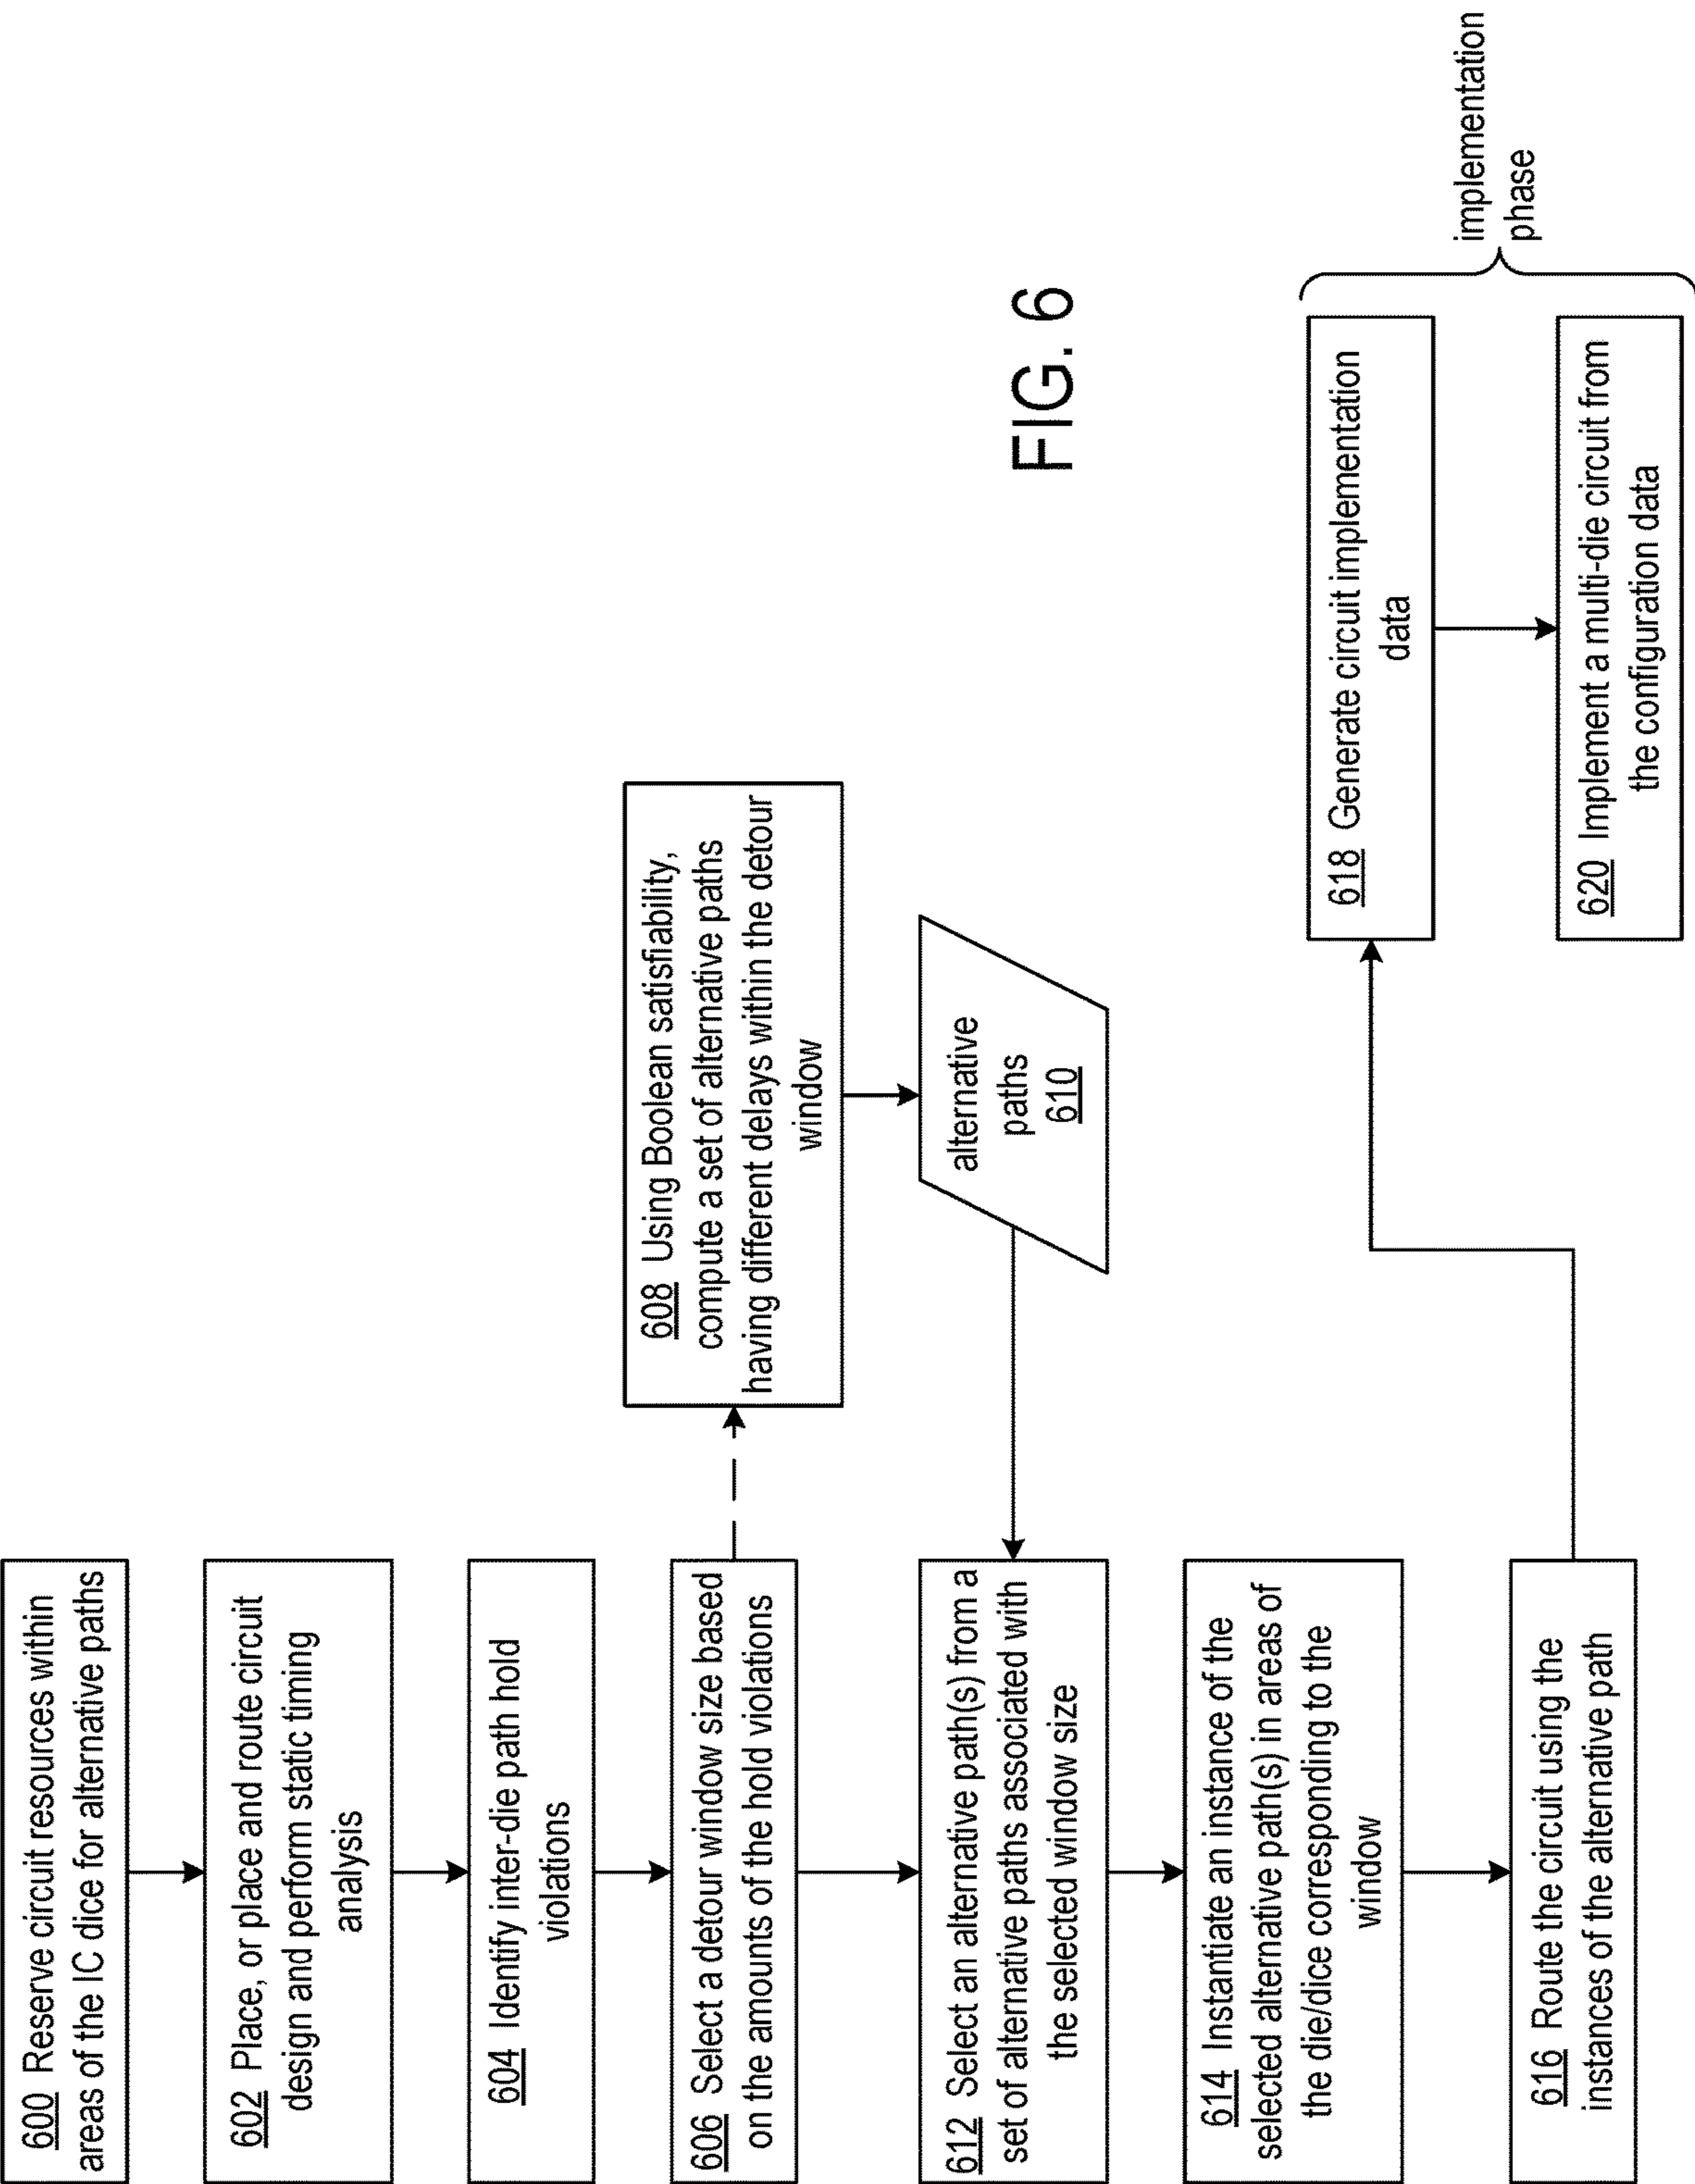 600 Reserve circuit resources within
areas of the IC dice for alternative paths
602 Place, or place and route circuit
design and perform static timing
analysis
604 Identify inter-die path hold
violations
606 Select a detour window size based
on the amounts of the hold violations
608 Using Boolean satisfiability,
compute a set of alternative paths
having different delays within the detour
window
alternative
paths
610
612 Select an alternative path(s) from a
set of alternative paths associated with
the selected window size
614 Instantiate an instance of the
selected alternative path(s) in areas of
the die/dice corresponding to the
window
616 Route the circuit using the
instances of the alternative path
FIG. 6
618 Generate circuit implementation
data
620 Implement a multi-die circuit from
the configuration data
implementation
phase